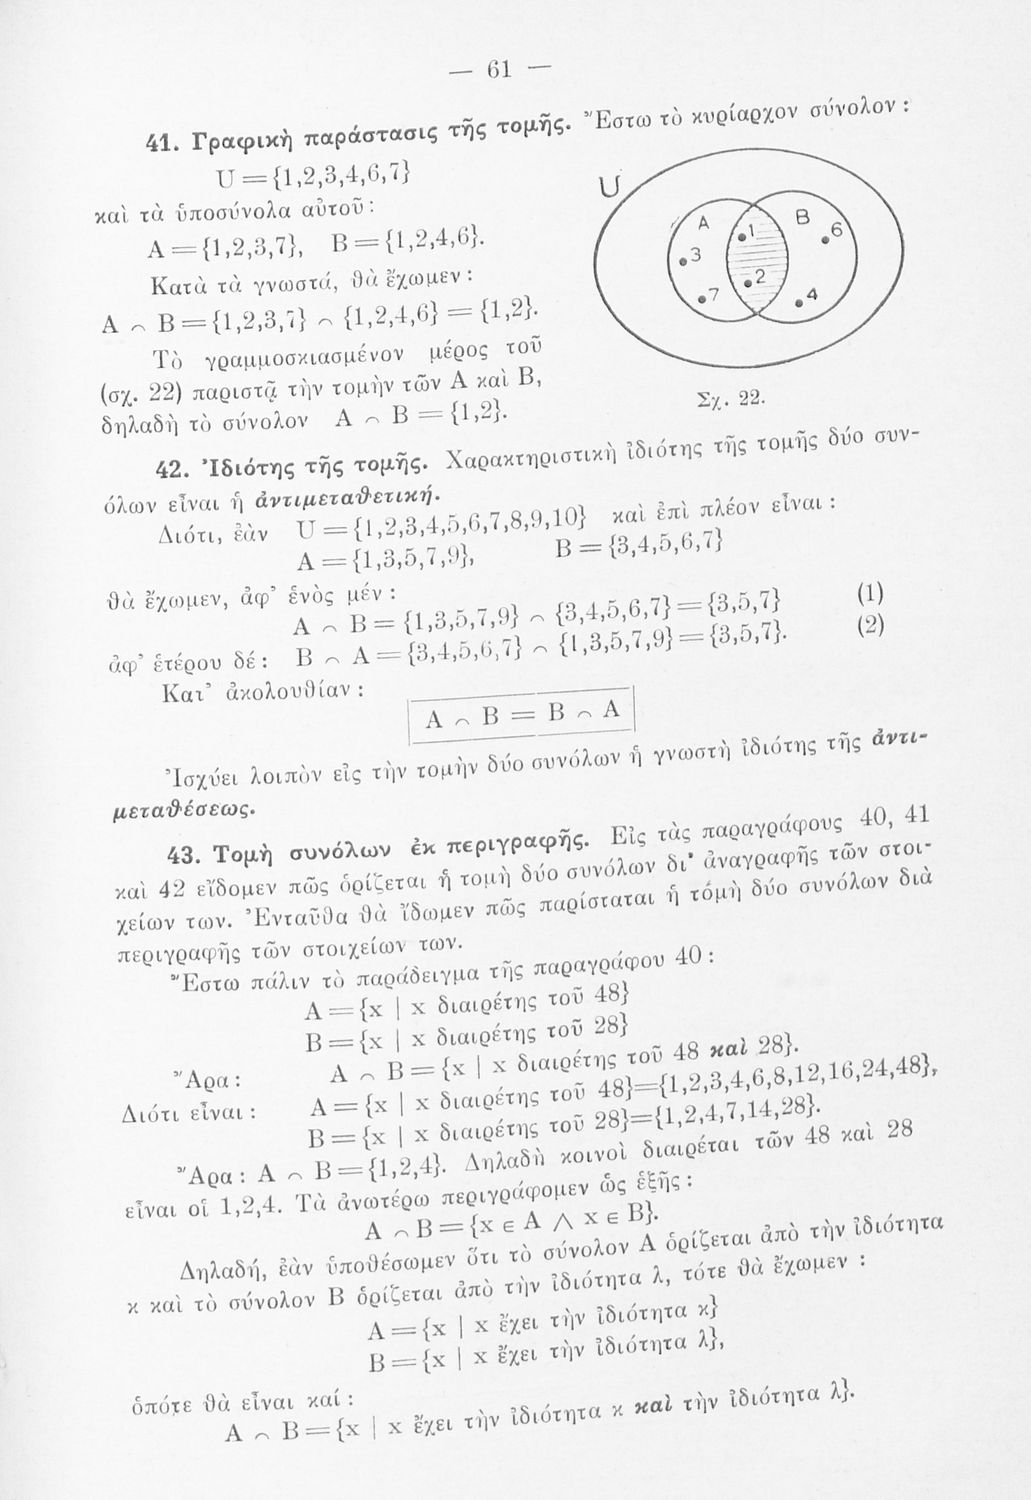 — 61 —
41. Γραφικὴ παράστασις τῆς τομῆς. Ἔστω τὸ κυρίαρχον σύνολον :
U = {1,2,3,4,6,7}
καὶ τὰ ὑποσύνολα αὐτοῦ :
A = {1,2,3,7}, B = {1,2,4,6}.
Κατὰ τὰ γνωστά, θὰ ἔχωμεν :
A ⌢ B = {1,2,3,7} ⌢ {1,2,4,6} = {1,2}.
Τὸ γραμμοσκιασμένον μέρος τοῦ
(σχ. 22) παριστᾷ τὴν τομὴν τῶν A καὶ B,
δηλαδὴ τὸ σύνολον A ⌢ B = {1,2}.
U
A
B
1
6
3
2
7
4
Σχ. 22.
42. Ἰδιότης τῆς τομῆς. Χαρακτηριστικὴ ἰδιότης τῆς τομῆς δύο συν-
όλων εἶναι ἡ ἀντιμεταθετική.
Διότι, ἐὰν U = {1,2,3,4,5,6,7,8,9,10} καὶ ἐπὶ πλέον εἶναι :
A = {1,3,5,7,9}, B = {3,4,5,6,7}
θὰ ἔχωμεν, ἀφ’ ἑνὸς μέν :
A ⌢ B = {1,3,5,7,9} ⌢ {3,4,5,6,7} = {3,5,7} (1)
ἀφ’ ἑτέρου δέ : B ⌢ A = {3,4,5,6,7} ⌢ {1,3,5,7,9} = {3,5,7}. (2)
Κατ’ ἀκολουθίαν :
A ⌢ B = B ⌢ A
Ἰσχύει λοιπὸν εἰς τὴν τομὴν δύο συνόλων ἡ γνωστὴ ἰδιότης τῆς ἀντι-
μεταθέσεως.
43. Τομὴ συνόλων ἐκ περιγραφῆς. Εἰς τὰς παραγράφους 40, 41
καὶ 42 εἴδομεν πῶς ὁρίζεται ἡ τομὴ δύο συνόλων δι’ ἀναγραφῆς τῶν στοι-
χείων των. Ἐνταῦθα θὰ ἴδωμεν πῶς παρίσταται ἡ τόμὴ δύο συνόλων διὰ
περιγραφῆς τῶν στοιχείων των.
Ἔστω πάλιν τὸ παράδειγμα τῆς παραγράφου 40 :
A = {x | x διαιρέτης τοῦ 48}
B = {x | x διαιρέτης τοῦ 28}
Ἄρα : A ⌢ B = {x | x διαιρέτης τοῦ 48 καὶ 28}.
Διότι εἶναι : A = {x | x διαιρέτης τοῦ 48}={1,2,3,4,6,8,12,16,24,48},
B = {x | x διαιρέτης τοῦ 28}={1,2,4,7,14,28}.
Ἄρα : A ⌢ B = {1,2,4}. Δηλαδὴ κοινοὶ διαιρέται τῶν 48 καὶ 28
εἶναι οἱ 1,2,4. Τὰ ἀνωτέρω περιγράφομεν ὡς ἑξῆς :
A ⌢ B = {x ∈ A ⋀ x ∈ B}.
Δηλαδή, ἐὰν ὑποθέσωμεν ὅτι τὸ σύνολον A ὁρίζεται ἀπὸ τὴν ἰδιότητα
κ καὶ τὸ σύνολον B ὁρίζεται ἀπὸ τὴν ἰδιότητα λ, τότε θὰ ἔχωμεν :
A = {x | x ἔχει τὴν ἰδιότητα κ}
B = {x | x ἔχει τὴν ἰδιότητα λ},
ὁπότε θὰ εἶναι καί :
A ⌢ B = {x | x ἔχει τὴν ἰδιότητα κ καὶ τὴν ἰδιότητα λ}.